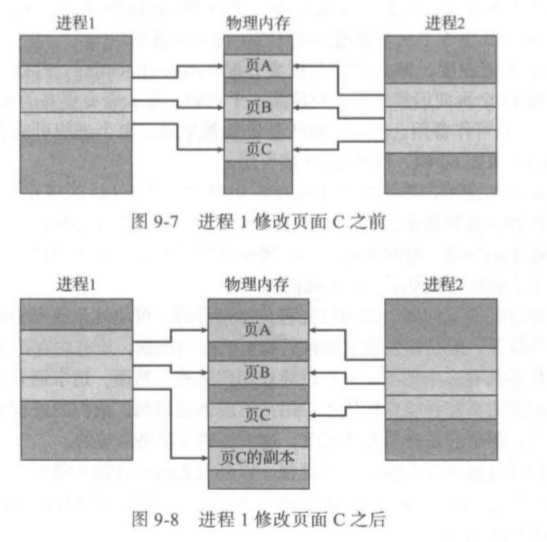 进程1 物理内存 进程2
页A
页B
页C
图 9-7 进程 1 修改页面 C 之前
进程1 物理内存 进程2
页A
页B
页C
页C的副本
图 9-8 进程 1 修改页面 C 之后